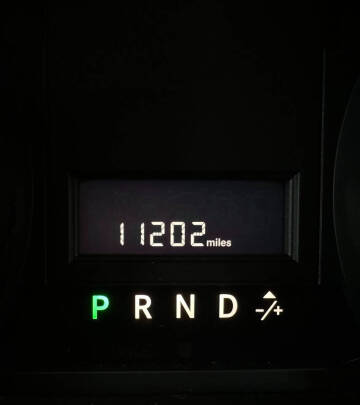 11202 miles
P R N D -/+